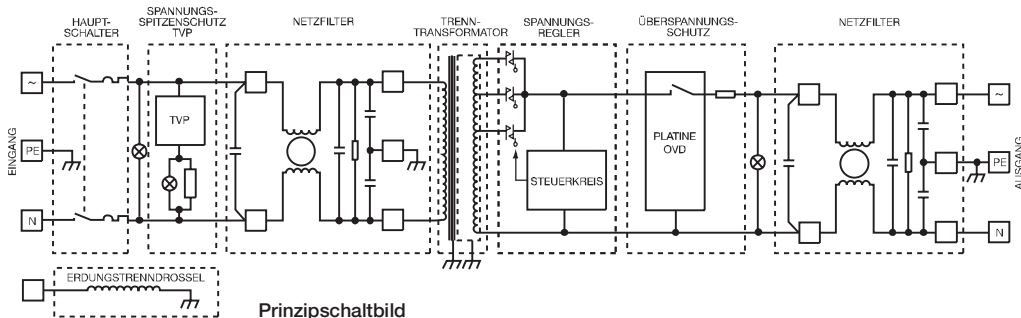 HAUPT-
SCHALTER
SPANNUNGS-
SPITZENSCHUTZ
TVP
NETZFILTER
TRENN-
TRANSFORMATOR
SPANNUNGS-
REGLER
ÜBERSPANNUNGS-
SCHUTZ
NETZFILTER
EINGANG
~
PE
N
TVP
STEUERKREIS
PLATINE
OVD
~
PE
N
AUSGANG
ERDUNGSTRENNDROSSEL
Prinzipschaltbild